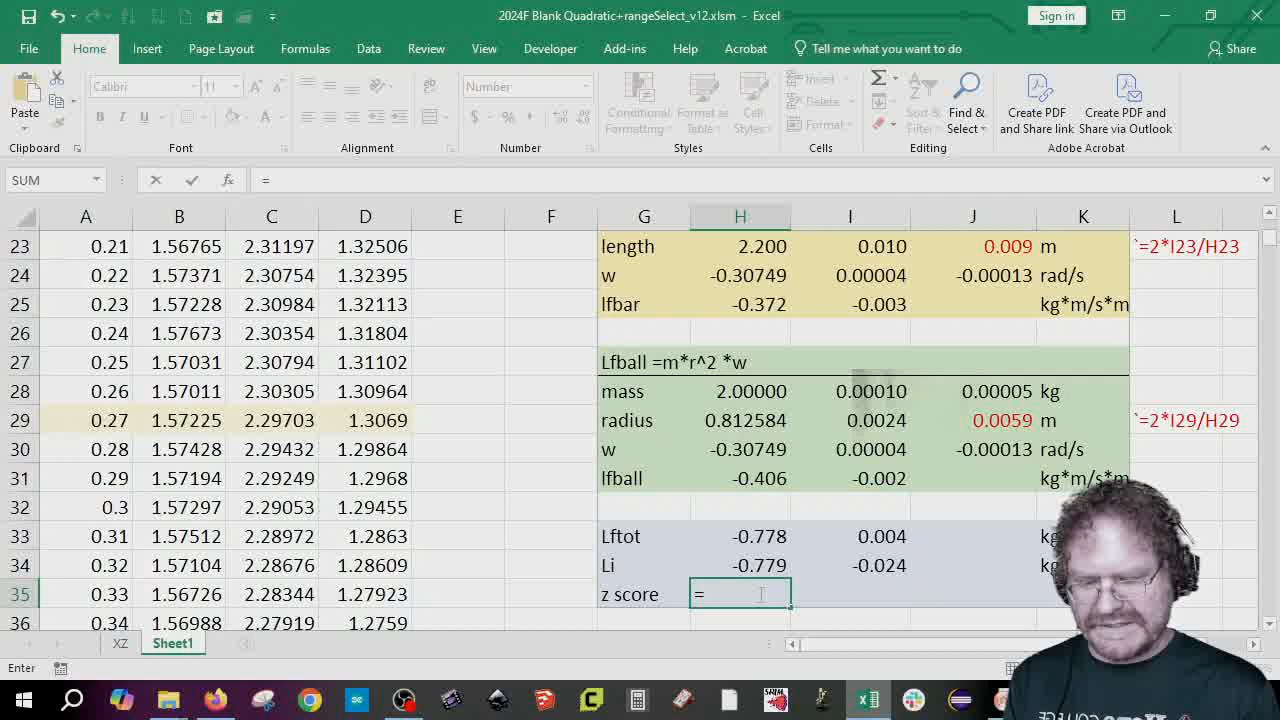 2024F Blank Quadratic+rangeSelect_v12.xlsm - Excel
Sign in
File Home Insert Page Layout Formulas Data Review View Developer Add-ins Help Acrobat Tell me what you want to do Share
Paste
Calibri 11
B I U
Number
$ % ,
Conditional Formatting
Format as Table
Cell Styles
Insert
Delete
Format
Sort & Filter
Find & Select
Create PDF and Share link
Create PDF and Share via Outlook
Clipboard Font Alignment Number Styles Cells Editing Adobe Acrobat
SUM fx =
A B C D E F G H I J K L
23 0.21 1.56765 2.31197 1.32506 length 2.200 0.010 0.009 m `=2*I23/H23
24 0.22 1.57371 2.30754 1.32395 w -0.30749 0.00004 -0.00013 rad/s
25 0.23 1.57228 2.30984 1.32113 lfbar -0.372 -0.003 kg*m/s*m
26 0.24 1.57673 2.30354 1.31804
27 0.25 1.57031 2.30794 1.31102 Lfball =m*r^2 *w
28 0.26 1.57011 2.30305 1.30964 mass 2.00000 0.00010 0.00005 kg
29 0.27 1.57225 2.29703 1.3069 radius 0.812584 0.0024 0.0059 m `=2*I29/H29
30 0.28 1.57428 2.29432 1.29864 w -0.30749 0.00004 -0.00013 rad/s
31 0.29 1.57194 2.29249 1.2968 lfball -0.406 -0.002 kg*m/s*m
32 0.3 1.57297 2.29053 1.29455
33 0.31 1.57512 2.28972 1.2863 Lftot -0.778 0.004
34 0.32 1.57104 2.28676 1.28609 Li -0.779 -0.024
35 0.33 1.56726 2.28344 1.27923 z score =
36 0.34 1.56988 2.27919 1.2759
XZ Sheet1
Enter